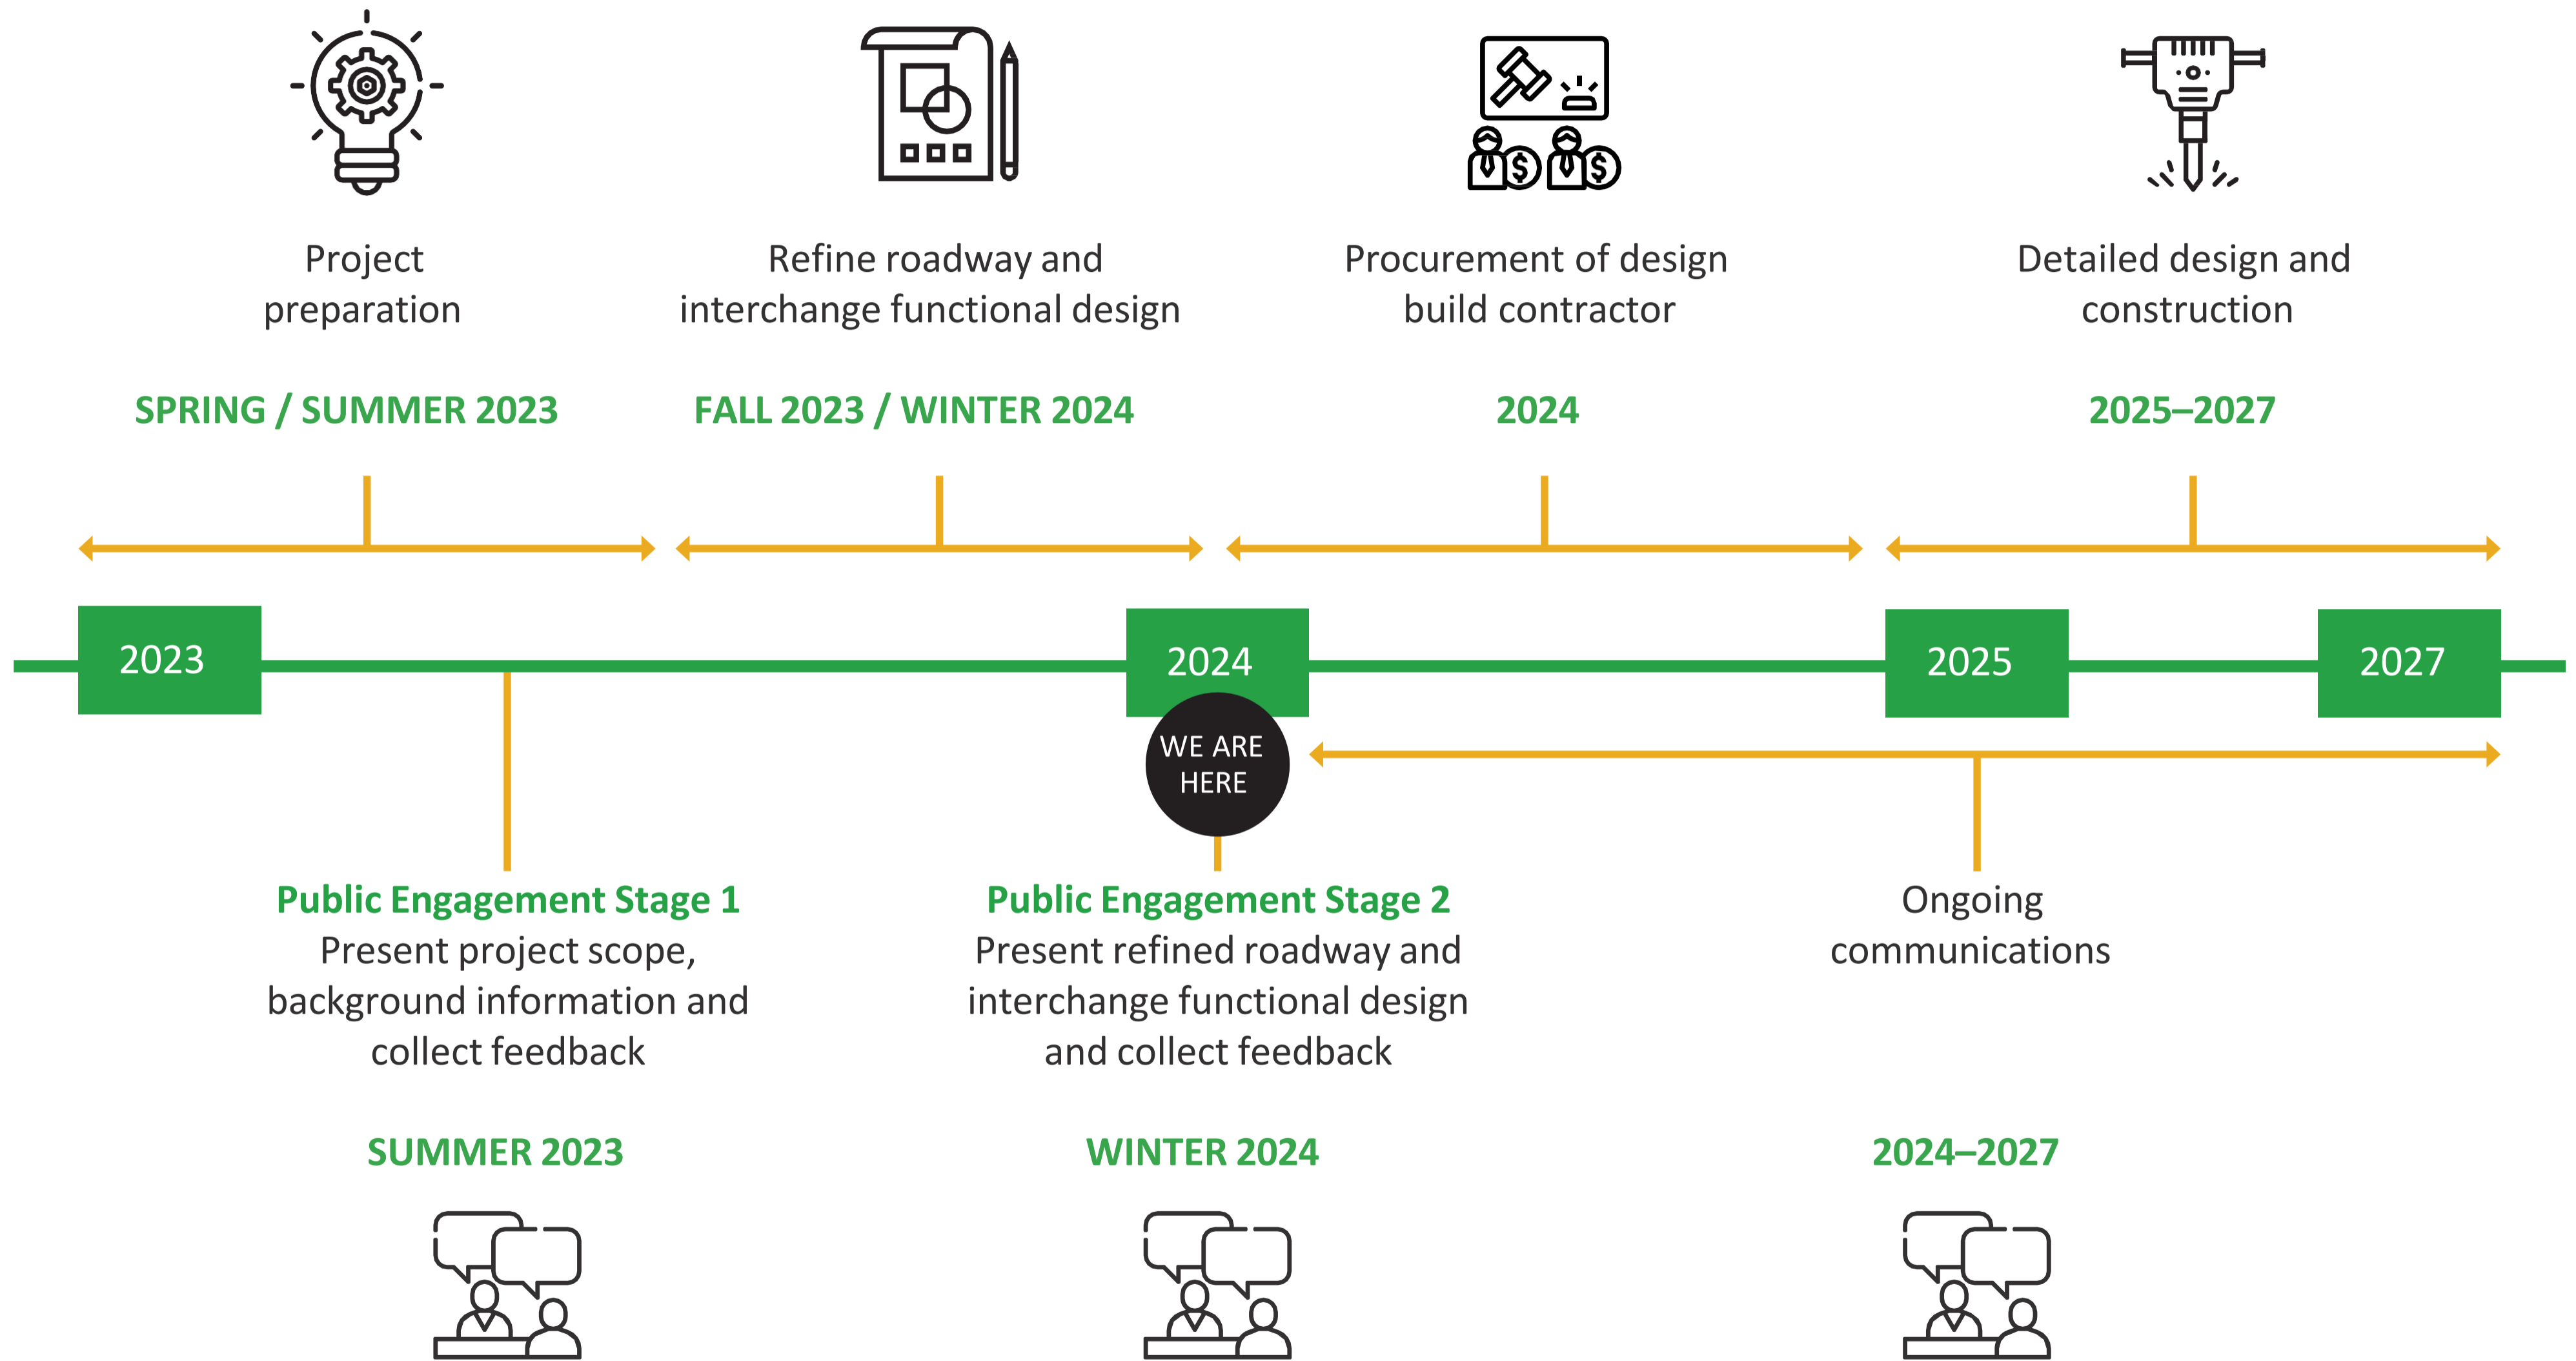 Project
preparation
SPRING / SUMMER 2023
Refine roadway and
interchange functional design
FALL 2023 / WINTER 2024
Procurement of design
build contractor
2024
Detailed design and
construction
2025–2027
2023
2024
2025
2027
WE ARE
HERE
Public Engagement Stage 1
Present project scope,
background information and
collect feedback
SUMMER 2023
Public Engagement Stage 2
Present refined roadway and
interchange functional design
and collect feedback
WINTER 2024
Ongoing
communications
2024–2027
$ $